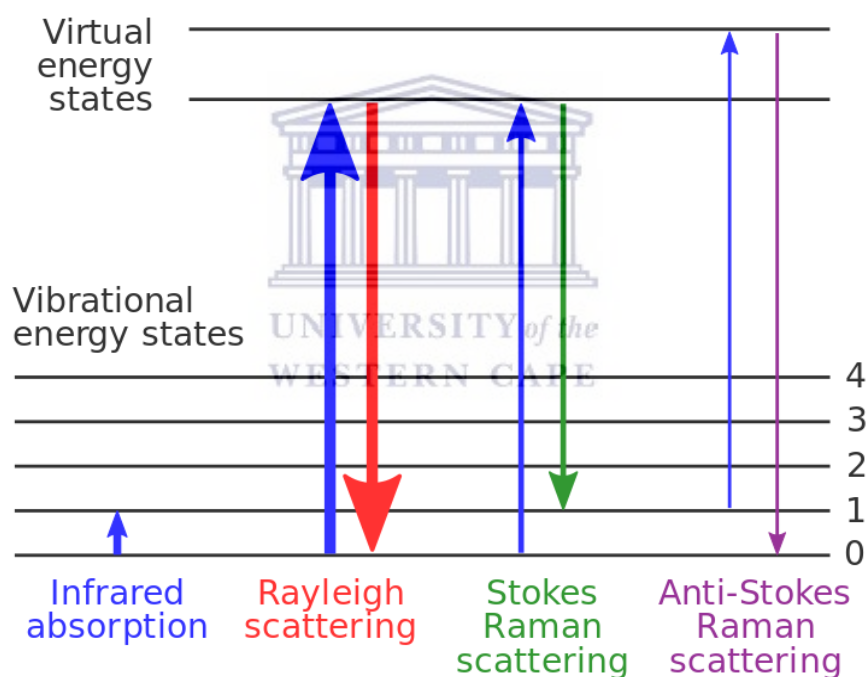 Virtual
energy
states
UNIVERSITY of the
WESTERN CAPE
Vibrational
energy states
4
3
2
1
0
Infrared
absorption
Rayleigh
scattering
Stokes
Raman
scattering
Anti-Stokes
Raman
scattering